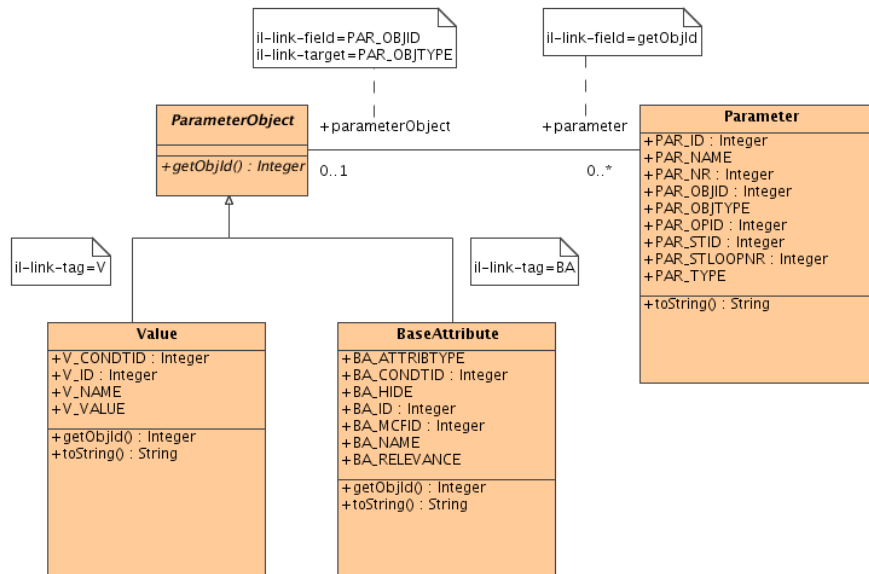 il-link-field=PAR_OBJID
il-link-target=PAR_OBJTYPE
il-link-field=getObjId
ParameterObject
+getObjId() : Integer
+parameterObject
+parameter
0..1
0..*
Parameter
+PAR_ID : Integer
+PAR_NAME
+PAR_NR : Integer
+PAR_OBJID : Integer
+PAR_OBJTYPE
+PAR_OPID : Integer
+PAR_STID : Integer
+PAR_STLOOPNR : Integer
+PAR_TYPE
+toString() : String
il-link-tag=V
il-link-tag=BA
Value
+V_CONDTID : Integer
+V_ID : Integer
+V_NAME
+V_VALUE
+getObjId() : Integer
+toString() : String
BaseAttribute
+BA_ATTRIBTYPE
+BA_CONDTID : Integer
+BA_HIDE
+BA_ID : Integer
+BA_MCFID : Integer
+BA_NAME
+BA_RELEVANCE
+getObjId() : Integer
+toString() : String